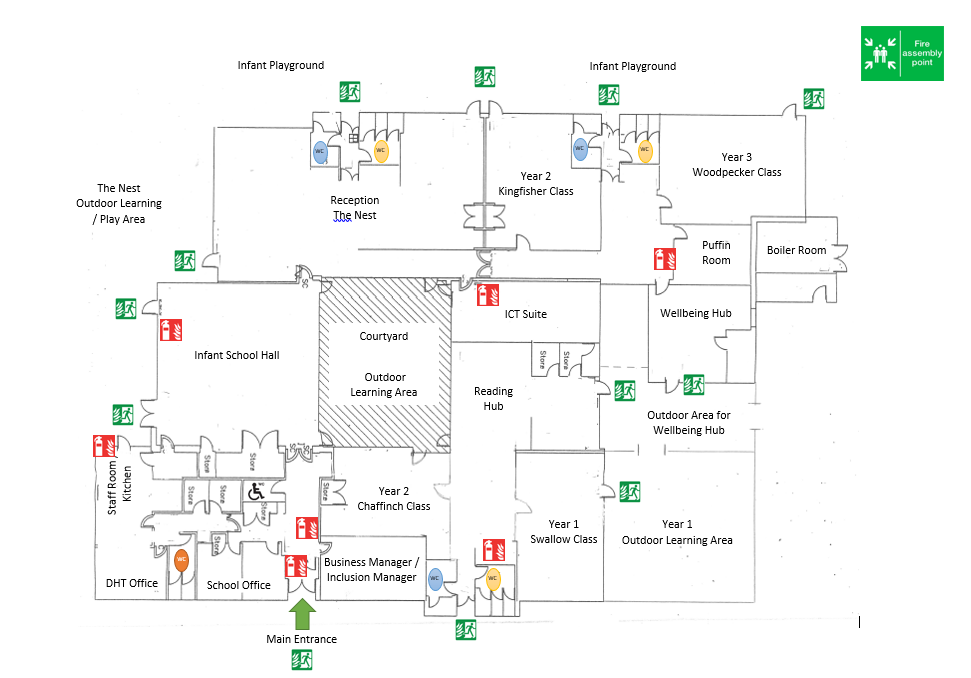 Fire
assembly
point
Infant Playground
Infant Playground
WC
WC
WC
WC
Year 3
Woodpecker Class
Year 2
Kingfisher Class
The Nest
Outdoor Learning
/ Play Area
Reception
The Nest
Puffin
Room
Boiler Room
SC
ICT Suite
Wellbeing Hub
Courtyard
Infant School Hall
Store
Store
Outdoor
Learning Area
Reading
Hub
Outdoor Area for
Wellbeing Hub
SC
SC
Store
Store
Staff Room
Kitchen
Store
Store
Store
Store
Year 2
Chaffinch Class
Year 1
Swallow Class
Year 1
Outdoor Learning Area
Store
WC
Business Manager /
Inclusion Manager
WC
WC
DHT Office
School Office
Main Entrance